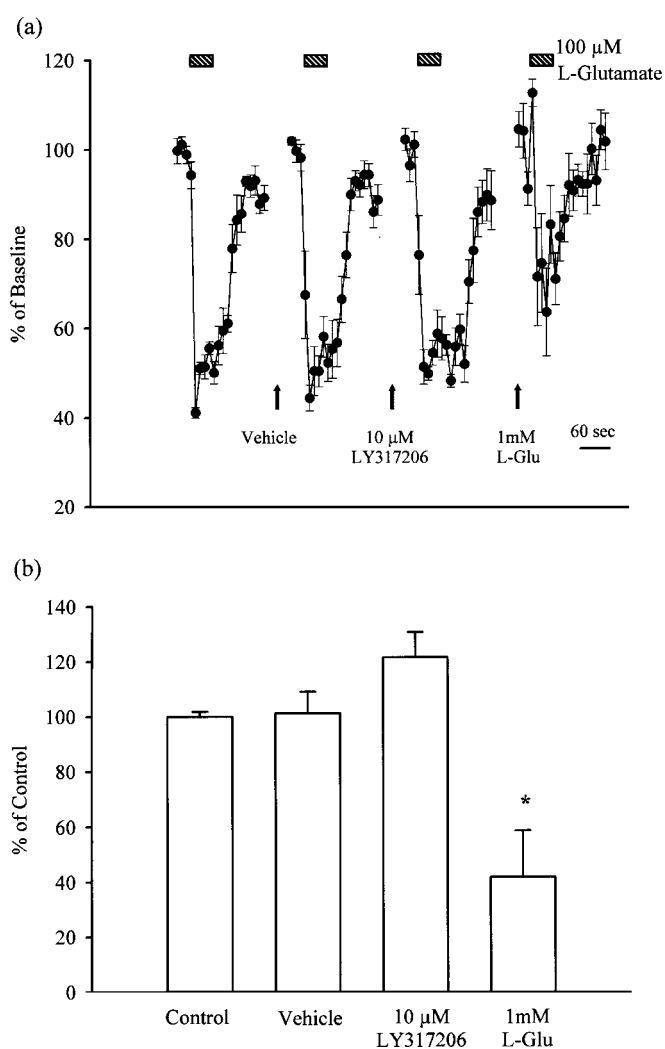 (a)
100 µM
L-Glutamate
120
100
80
60
40
20
% of Baseline
Vehicle
10 µM
LY317206
1mM
L-Glu
60 sec
(b)
140
120
100
80
60
40
20
0
% of Control
*
Control
Vehicle
10 µM
LY317206
1mM
L-Glu